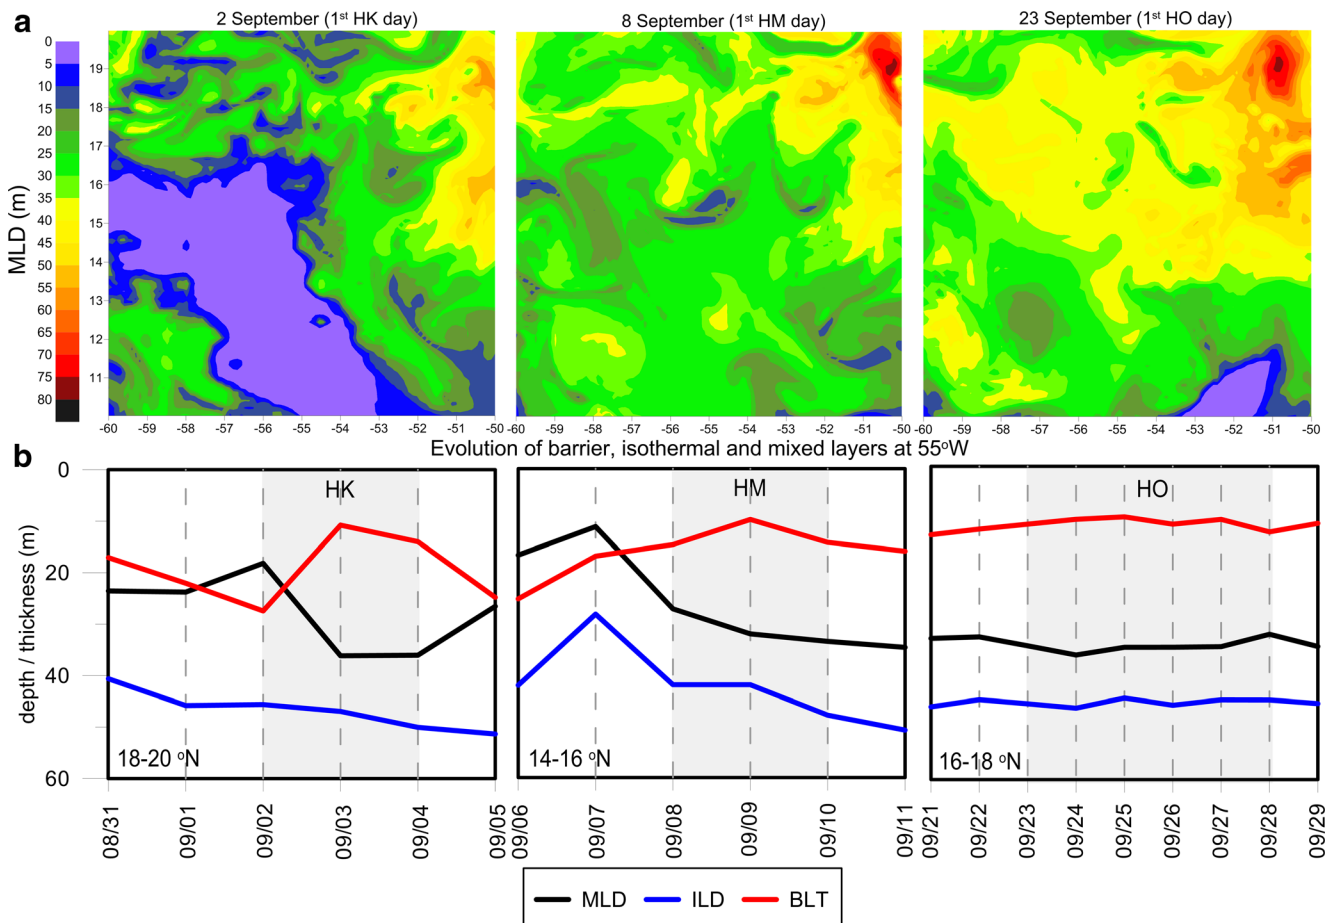 a
2 September (1st HK day)
8 September (1st HM day)
23 September (1st HO day)
MLD (m)
0
5
10
15
20
25
30
35
40
45
50
55
60
65
70
75
80
19
18
17
16
15
14
13
12
11
-60 -59 -58 -57 -56 -55 -54 -53 -52 -51 -50
-60 -59 -58 -57 -56 -55 -54 -53 -52 -51 -50
-60 -59 -58 -57 -56 -55 -54 -53 -52 -51 -50
b
Evolution of barrier, isothermal and mixed layers at 55oW
depth / thickness (m)
0
20
40
60
HK
18-20 oN
HM
14-16 oN
HO
16-18 oN
08/31 09/01 09/02 09/03 09/04 09/05
09/06 09/07 09/08 09/09 09/10 09/11
09/21 09/22 09/23 09/24 09/25 09/26 09/27 09/28 09/29
MLD ILD BLT